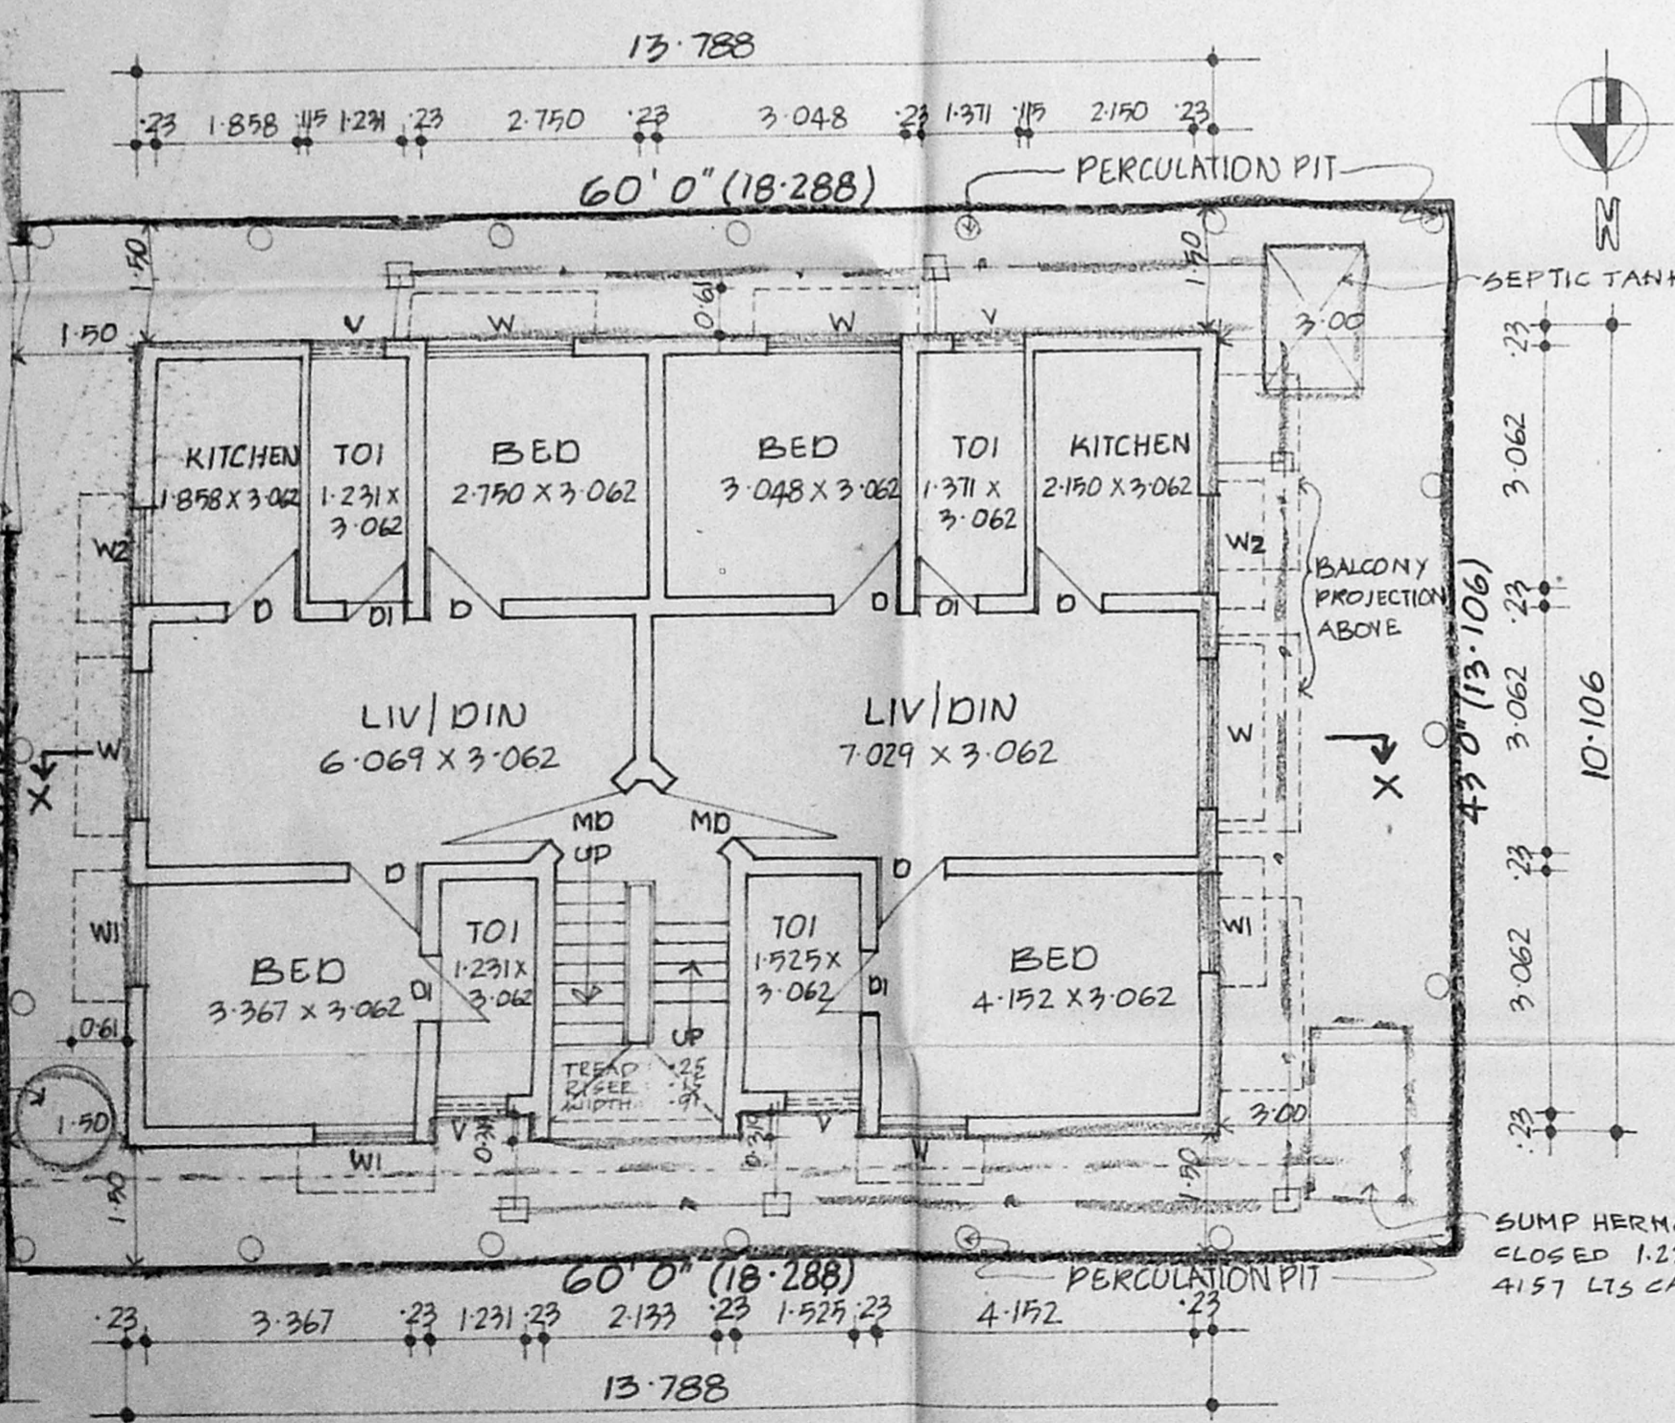 13.788
.23 1.858 .115 1.231 .23 2.750 .23 3.048 .23 1.371 .115 2.150 .23
PERCULATION PIT
60' 0" (18.288)
N
1.50
1.50
SEPTIC TANK
1.50
V
W
0.61
W
V
3.00
.23
KITCHEN
1.858 X 3.062
TOI
1.231 X
3.062
BED
2.750 X 3.062
BED
3.048 X 3.062
TOI
1.371 X
3.062
KITCHEN
2.150 X 3.062
3.062
W2
W2
BALCONY
PROJECTION
ABOVE
D
D1
D
D
D1
D
.23
43' 0" (13.106)
LIV/DIN
6.069 X 3.062
LIV/DIN
7.029 X 3.062
3.062
10.106
W
W
X
X
MD
MD
UP
D
D
.23
W1
BED
3.367 X 3.062
TOI
1.231 X
3.062
TOI
1.525 X
3.062
BED
4.152 X 3.062
W1
3.062
D1
D1
0.61
UP
TREAD : .25
RISER : .15
WIDTH : .91
1.50
3.00
.23
V
V
W1
1.50
1.50
SUMP
CLOSED
4157 LTS
60' 0" (18.288)
PERCULATION PIT
.23 3.367 .23 1.231 .23 2.133 .23 1.525 .23 4.152 .23
13.788